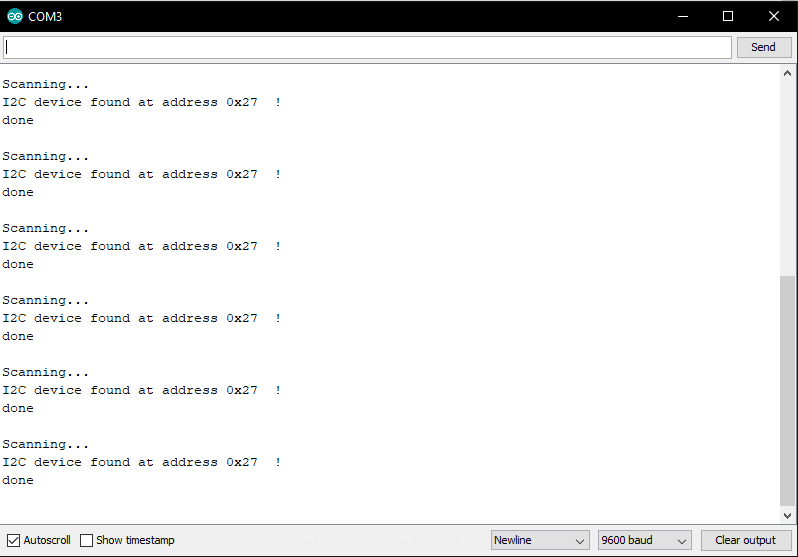 COM3
Send
Scanning...
I2C device found at address 0x27  !
done
Scanning...
I2C device found at address 0x27  !
done
Scanning...
I2C device found at address 0x27  !
done
Scanning...
I2C device found at address 0x27  !
done
Scanning...
I2C device found at address 0x27  !
done
Scanning...
I2C device found at address 0x27  !
done
Autoscroll Show timestamp Newline 9600 baud Clear output